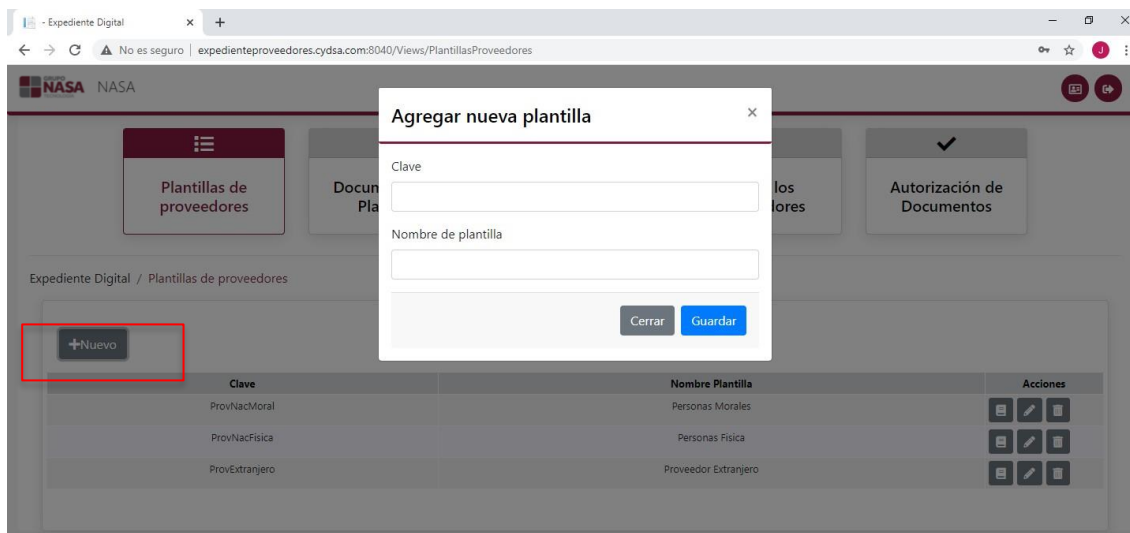 - Expediente Digital
No es seguro | expedienteproveedores.cydsa.com:8040/Views/PlantillasProveedores
J
GRUPO
NASA NASA
Agregar nueva plantilla
Clave
Nombre de plantilla
Cerrar Guardar
Plantillas de
proveedores
Docum
Pla
los
lores
Autorización de
Documentos
Expediente Digital / Plantillas de proveedores
+Nuevo
Clave Nombre Plantilla Acciones
ProvNacMoral Personas Morales
ProvNacFisica Personas Fisica
ProvExtranjero Proveedor Extranjero